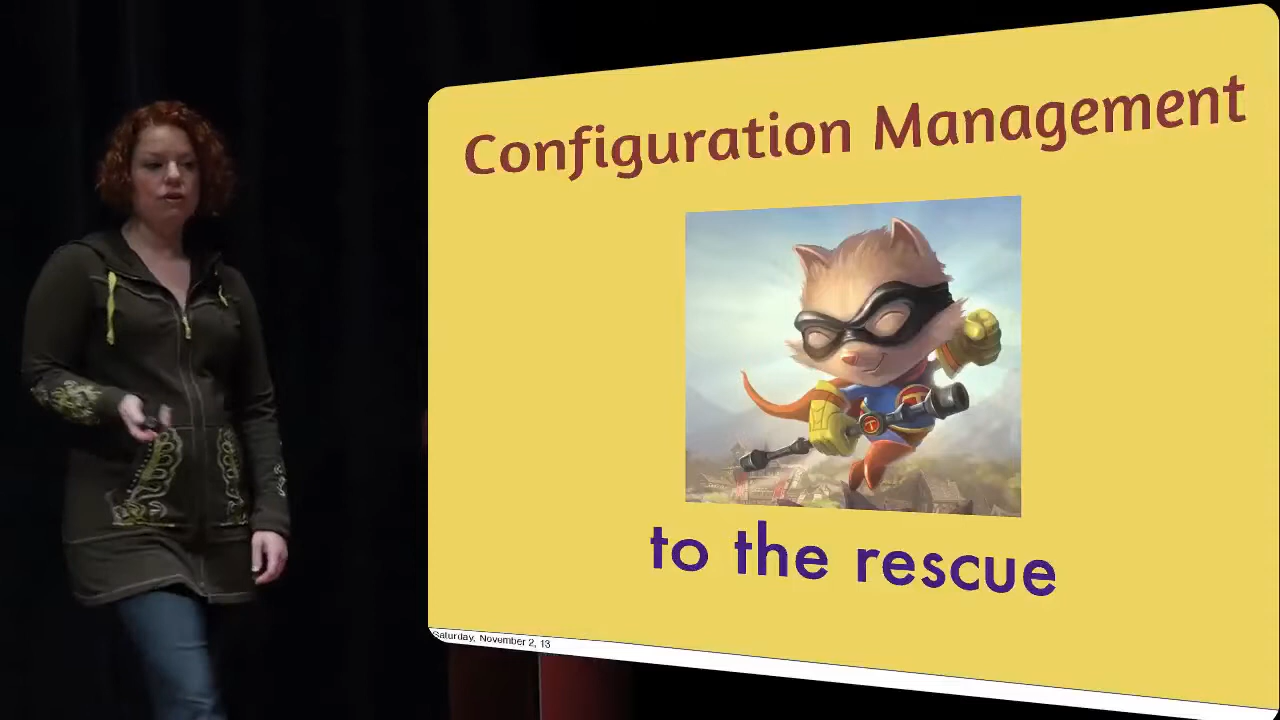 Configuration Management
T
T
to the rescue
Saturday, November 2, 13